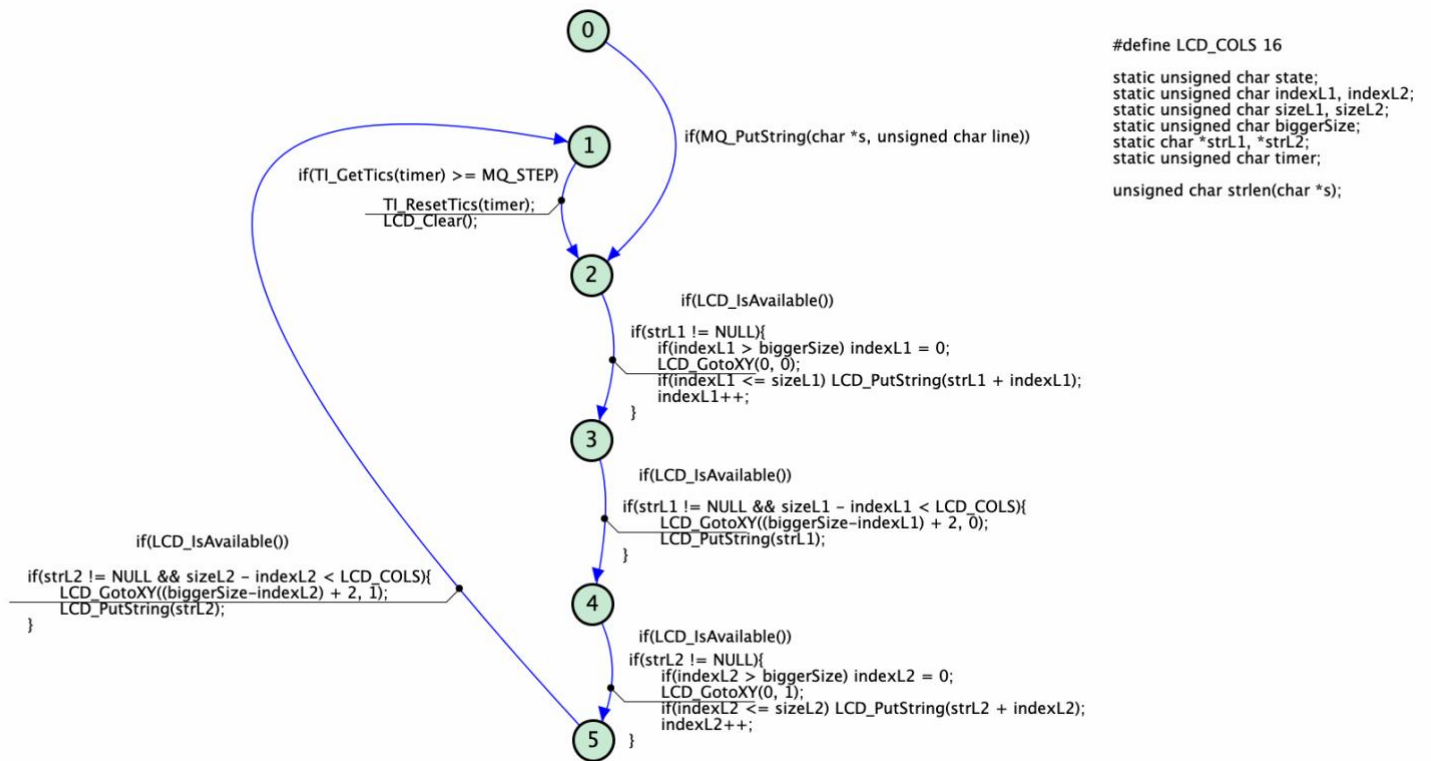 0
#define LCD_COLS 16
static unsigned char state;
static unsigned char indexL1, indexL2;
static unsigned char sizeL1, sizeL2;
static unsigned char biggerSize;
static char *strL1, *strL2;
static unsigned char timer;
unsigned char strlen(char *s);
if(MQ_PutString(char *s, unsigned char line))
1
if(TI_GetTics(timer) >= MQ_STEP)
TI_ResetTics(timer);
LCD_Clear();
2
if(LCD_IsAvailable())
if(strL1 != NULL){
if(indexL1 > biggerSize) indexL1 = 0;
LCD_GotoXY(0, 0);
if(indexL1 <= sizeL1) LCD_PutString(strL1 + indexL1);
indexL1++;
}
3
if(LCD_IsAvailable())
if(strL1 != NULL && sizeL1 - indexL1 < LCD_COLS){
LCD_GotoXY((biggerSize-indexL1) + 2, 0);
LCD_PutString(strL1);
}
4
if(LCD_IsAvailable())
if(strL2 != NULL){
if(indexL2 > biggerSize) indexL2 = 0;
LCD_GotoXY(0, 1);
if(indexL2 <= sizeL2) LCD_PutString(strL2 + indexL2);
indexL2++;
}
5
if(LCD_IsAvailable())
if(strL2 != NULL && sizeL2 - indexL2 < LCD_COLS){
LCD_GotoXY((biggerSize-indexL2) + 2, 1);
LCD_PutString(strL2);
}